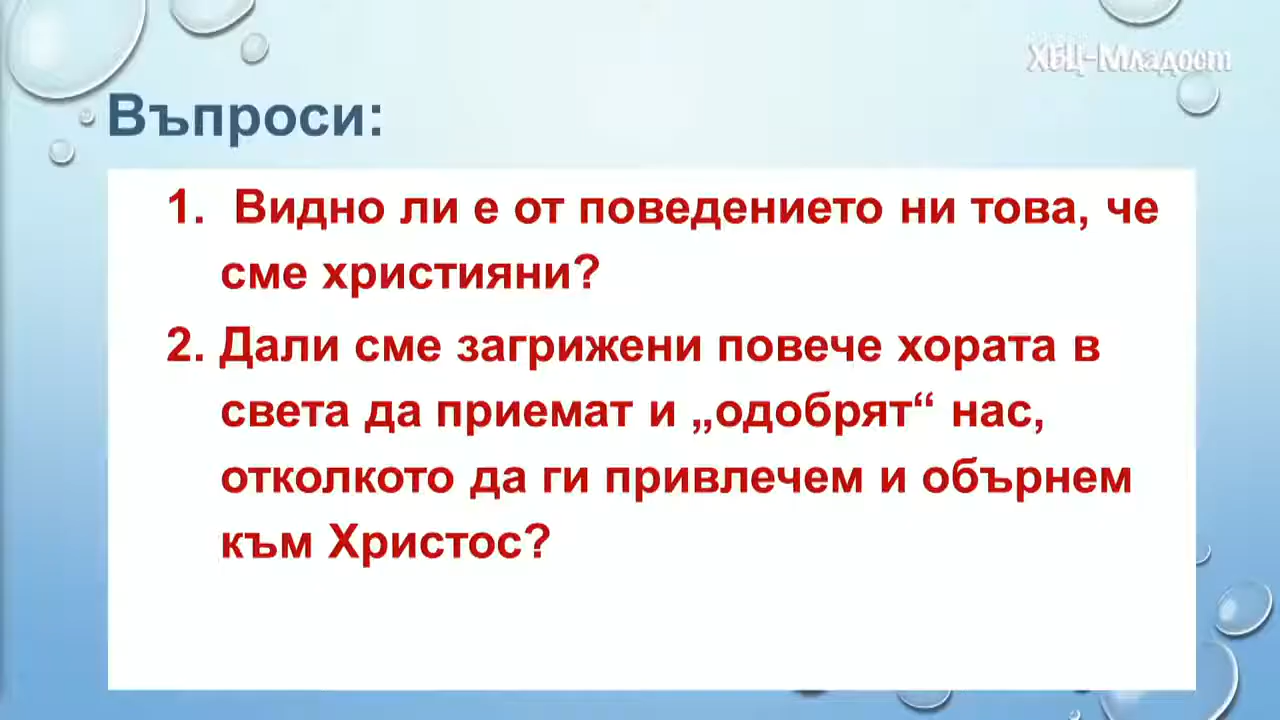 ХБЦ-Младост
Въпроси:
1. Видно ли е от поведението ни това, че
сме християни?
2. Дали сме загрижени повече хората в
света да приемат и „одобрят“ нас,
отколкото да ги привлечем и обърнем
към Христос?